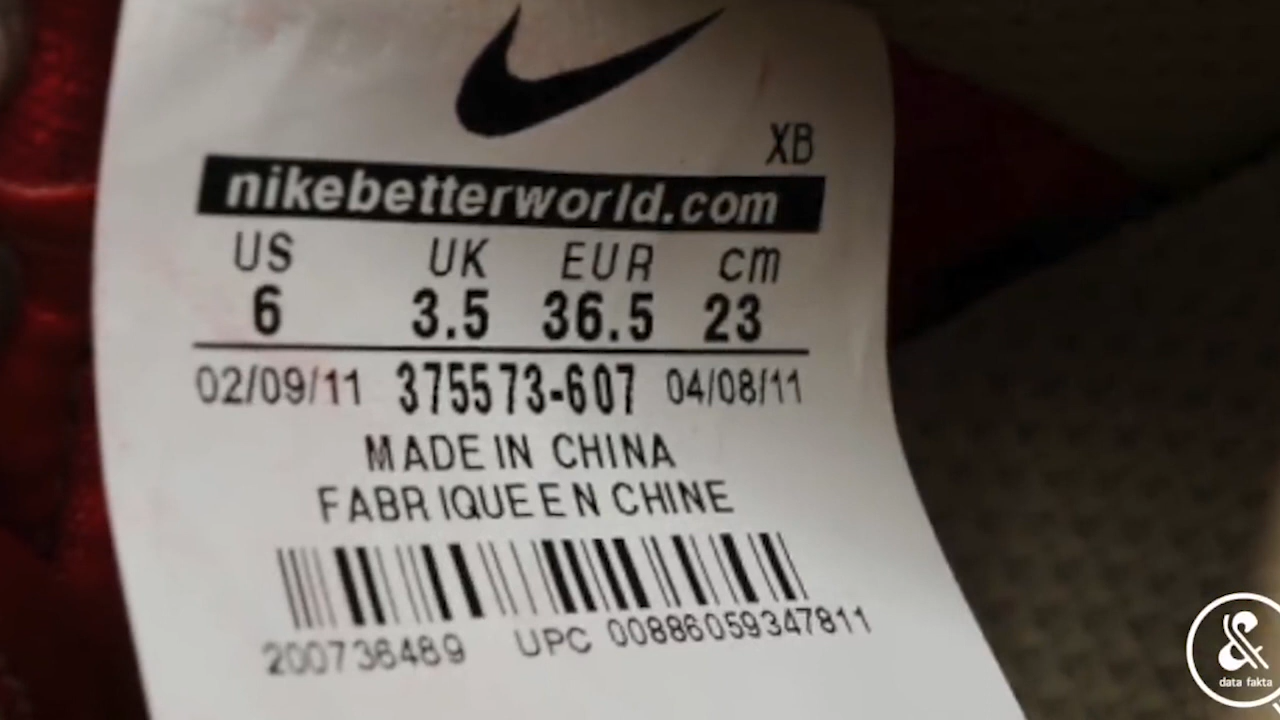 XB
nikebetterworld.com
US UK EUR cm
6 3.5 36.5 23
02/09/11 375573-607 04/08/11
MADE IN CHINA
FABRIQUE EN CHINE
200736489 UPC 00886059347811
&
data fakta